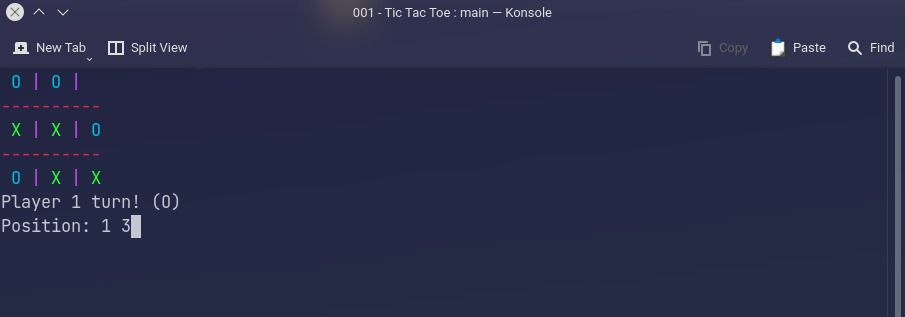 001 - Tic Tac Toe : main — Konsole
New Tab Split View Copy Paste Find
O | O |
----------
X | X | O
----------
O | X | X
Player 1 turn! (O)
Position: 1 3